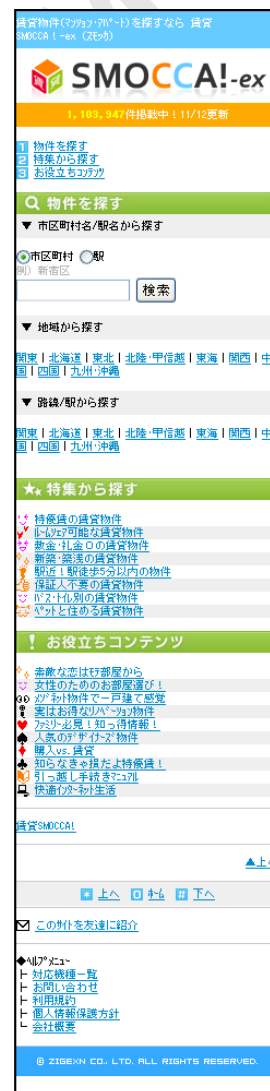 賃貸物件(ﾏﾝｼｮﾝ･ｱﾊﾟｰﾄ)を探すなら 賃貸
SMOCCA!-ex (ｽﾓｯｶ)
SMOCCA!-ex
1,103,947件掲載中！11/12更新
1 物件を探す
2 特集から探す
3 お役立ちｺﾝﾃﾝﾂ
物件を探す
▼ 市区町村名/駅名から探す
市区町村 駅
例) 新宿区
検索
▼ 地域から探す
関東 | 北海道 | 東北 | 北陸･甲信越 | 東海 | 関西 | 中
国 | 四国 | 九州･沖縄
▼ 路線/駅から探す
関東 | 北海道 | 東北 | 北陸･甲信越 | 東海 | 関西 | 中
国 | 四国 | 九州･沖縄
特集から探す
特優賃の賃貸物件
ﾙｰﾑｼｪｱ可能な賃貸物件
敷金･礼金０の賃貸物件
新築･築浅の賃貸物件
駅近！駅徒歩5分以内の物件
保証人不要の賃貸物件
ﾊﾞｽ･ﾄｲﾚ別の賃貸物件
ﾍﾟｯﾄと住める賃貸物件
お役立ちコンテンツ
素敵な恋はﾓﾃ部屋から
女性のためのお部屋選び！
ﾒｿﾞﾈｯﾄ物件で一戸建て感覚
実はお得なﾘﾉﾍﾞｰｼｮﾝ物件
ﾌｧﾐﾘｰ必見！知っ得情報！
人気のﾃﾞｻﾞｲﾅｰｽﾞ物件
購入vs.賃貸
知らなきゃ損だよ特優賃！
引っ越し手続きﾏﾆｭｱﾙ
快適ｲﾝﾀｰﾈｯﾄ生活
賃貸SMOCCA!
▲上へ
* 上へ 0 ﾎｰﾑ # 下へ
このｻｲﾄを友達に紹介
◆ﾍﾙﾌﾟﾒﾆｭｰ
├ 対応機種一覧
├ お問い合わせ
├ 利用規約
├ 個人情報保護方針
└ 会社概要
© ZIGEXN CO., LTD. ALL RIGHTS RESERVED.